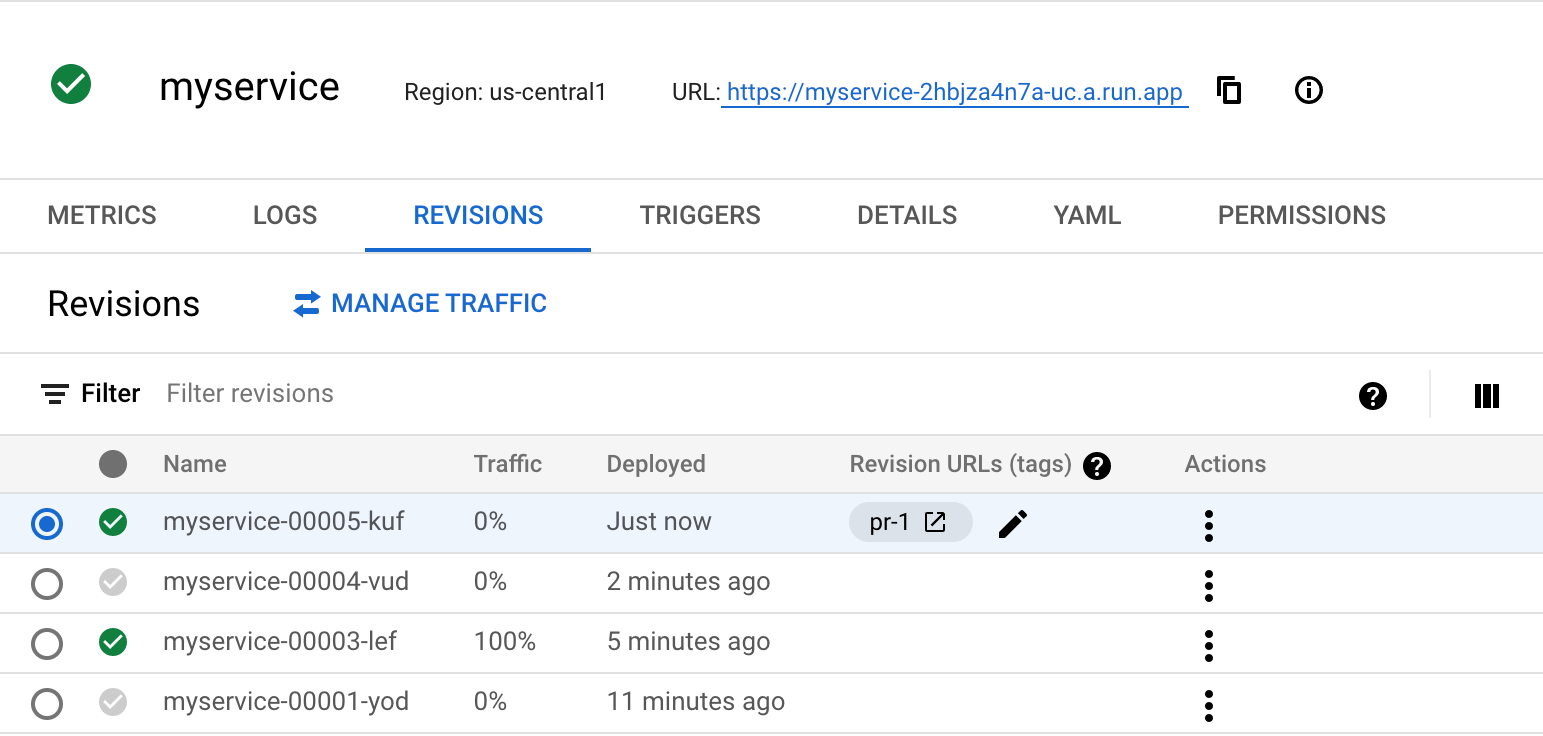 myservice Region: us-central1 URL: https://myservice-2hbjza4n7a-uc.a.run.app
METRICS LOGS REVISIONS TRIGGERS DETAILS YAML PERMISSIONS
Revisions MANAGE TRAFFIC
Filter Filter revisions
Name Traffic Deployed Revision URLs (tags) Actions
myservice-00005-kuf 0% Just now pr-1
myservice-00004-vud 0% 2 minutes ago
myservice-00003-lef 100% 5 minutes ago
myservice-00001-yod 0% 11 minutes ago